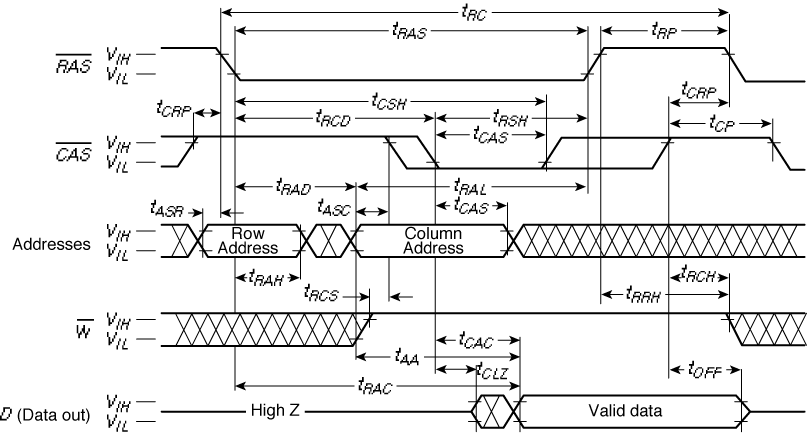 tRC
tRAS tRP
RAS VIH
VIL
tCRP tCSH tCRP
tRCD tRSH tCP
tCAS
CAS VIH
VIL
tRAD tRAL
tASR tASC tCAS
Addresses VIH Row Address Column Address
VIL
tRAH tRCH
tRCS tRRH
W VIH
VIL
tCAC
tAA
tCLZ tOFF
tRAC
D (Data out) VIH High Z Valid data
VIL